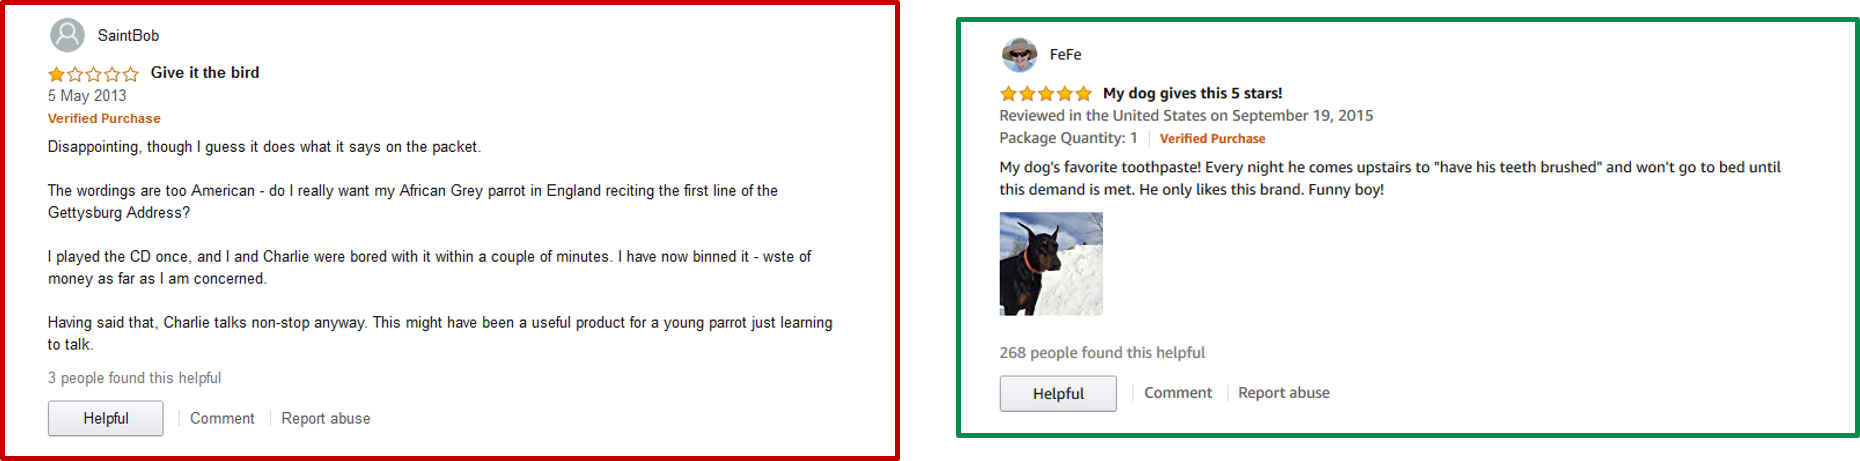 SaintBob
Give it the bird
5 May 2013
Verified Purchase
Disappointing, though I guess it does what it says on the packet.
The wordings are too American - do I really want my African Grey parrot in England reciting the first line of the
Gettysburg Address?
I played the CD once, and I and Charlie were bored with it within a couple of minutes. I have now binned it - wste of
money as far as I am concerned.
Having said that, Charlie talks non-stop anyway. This might have been a useful product for a young parrot just learning
to talk.
3 people found this helpful
Helpful Comment Report abuse
FeFe
My dog gives this 5 stars!
Reviewed in the United States on September 19, 2015
Package Quantity: 1 Verified Purchase
My dog's favorite toothpaste! Every night he comes upstairs to "have his teeth brushed" and won't go to bed until
this demand is met. He only likes this brand. Funny boy!
268 people found this helpful
Helpful Comment Report abuse